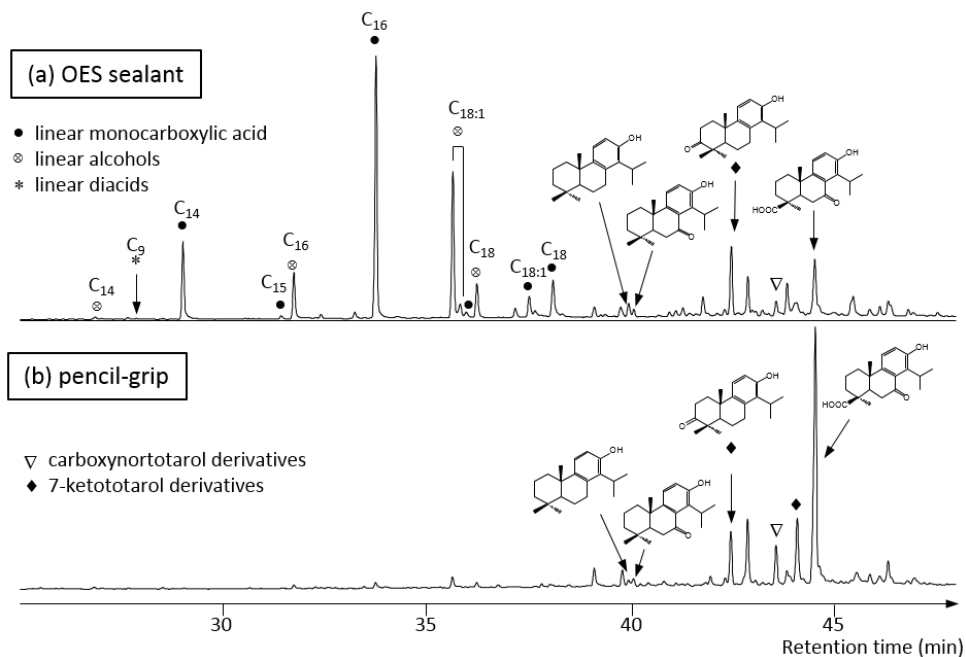 (a) OES sealant
● linear monocarboxylic acid
⊗ linear alcohols
* linear diacids
C14
C9
*
C14
C15
C16
C16
C18:1
C18
C18:1
C18
OH
OH
O
OH
O
OH
HOOC
O
(b) pencil-grip
▽ carboxynortotarol derivatives
♦ 7-ketototarol derivatives
OH
OH
O
OH
O
OH
HOOC
O
30 35 40 45
Retention time (min)